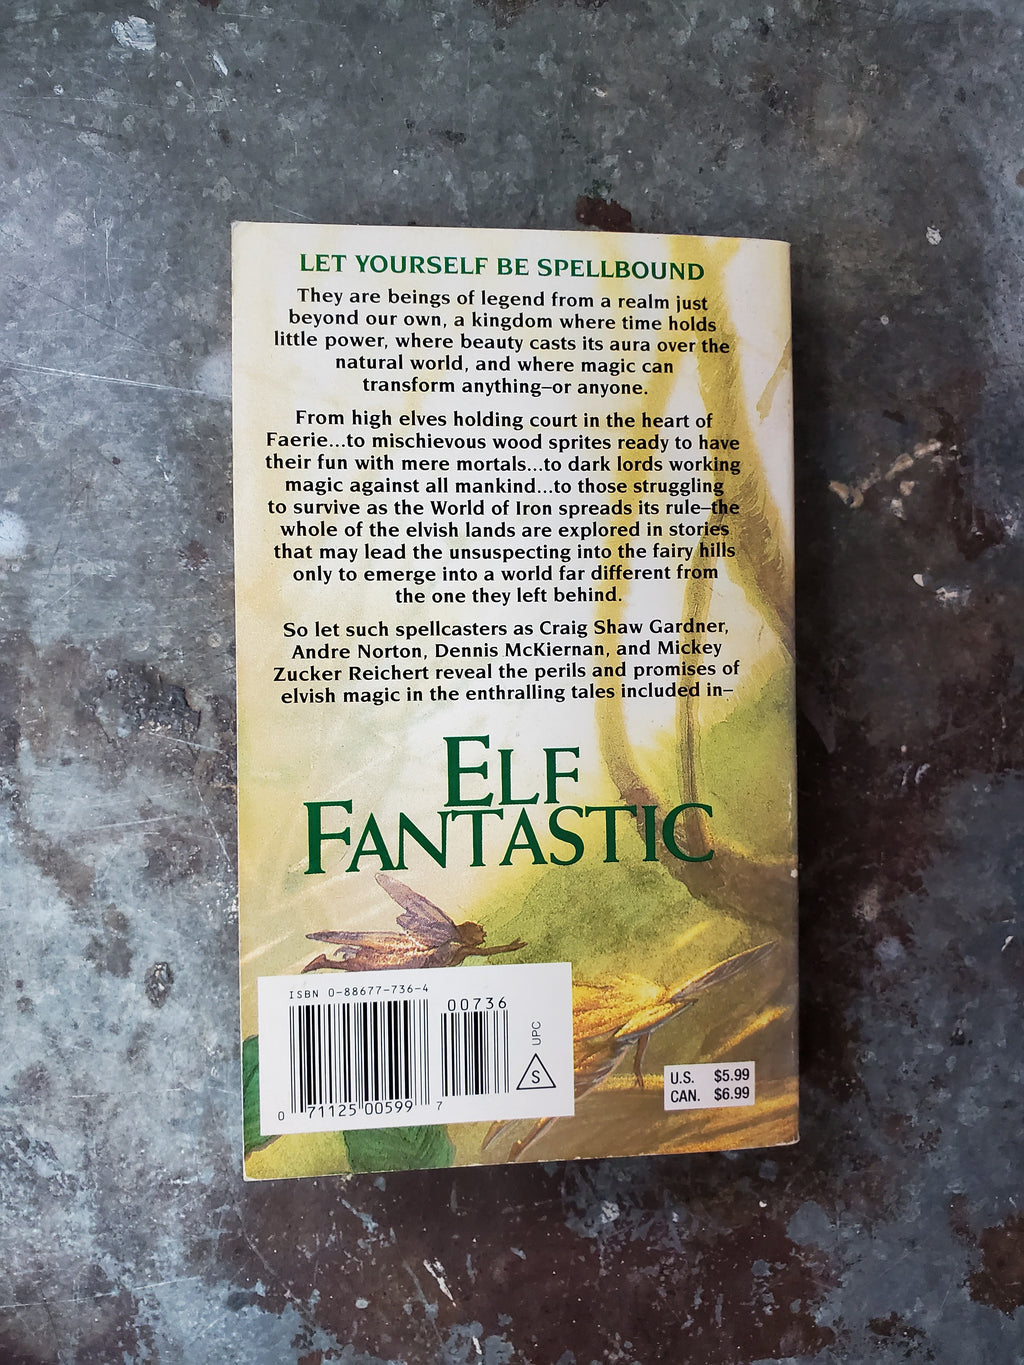 LET YOURSELF BE SPELLBOUND
They are beings of legend from a realm just
beyond our own, a kingdom where time holds
little power, where beauty casts its aura over the
natural world, and where magic can
transform anything–or anyone.
From high elves holding court in the heart of
Faerie...to mischievous wood sprites ready to have
their fun with mere mortals...to dark lords working
magic against all mankind...to those struggling
to survive as the World of Iron spreads its rule–the
whole of the elvish lands are explored in stories
that may lead the unsuspecting into the fairy hills
only to emerge into a world far different from
the one they left behind.
So let such spellcasters as Craig Shaw Gardner,
Andre Norton, Dennis McKiernan, and Mickey
Zucker Reichert reveal the perils and promises of
elvish magic in the enthralling tales included in–
ELF
FANTASTIC
ISBN 0-88677-736-4
00736
UPC
S
0 71125 00599 7
U.S. $5.99
CAN. $6.99